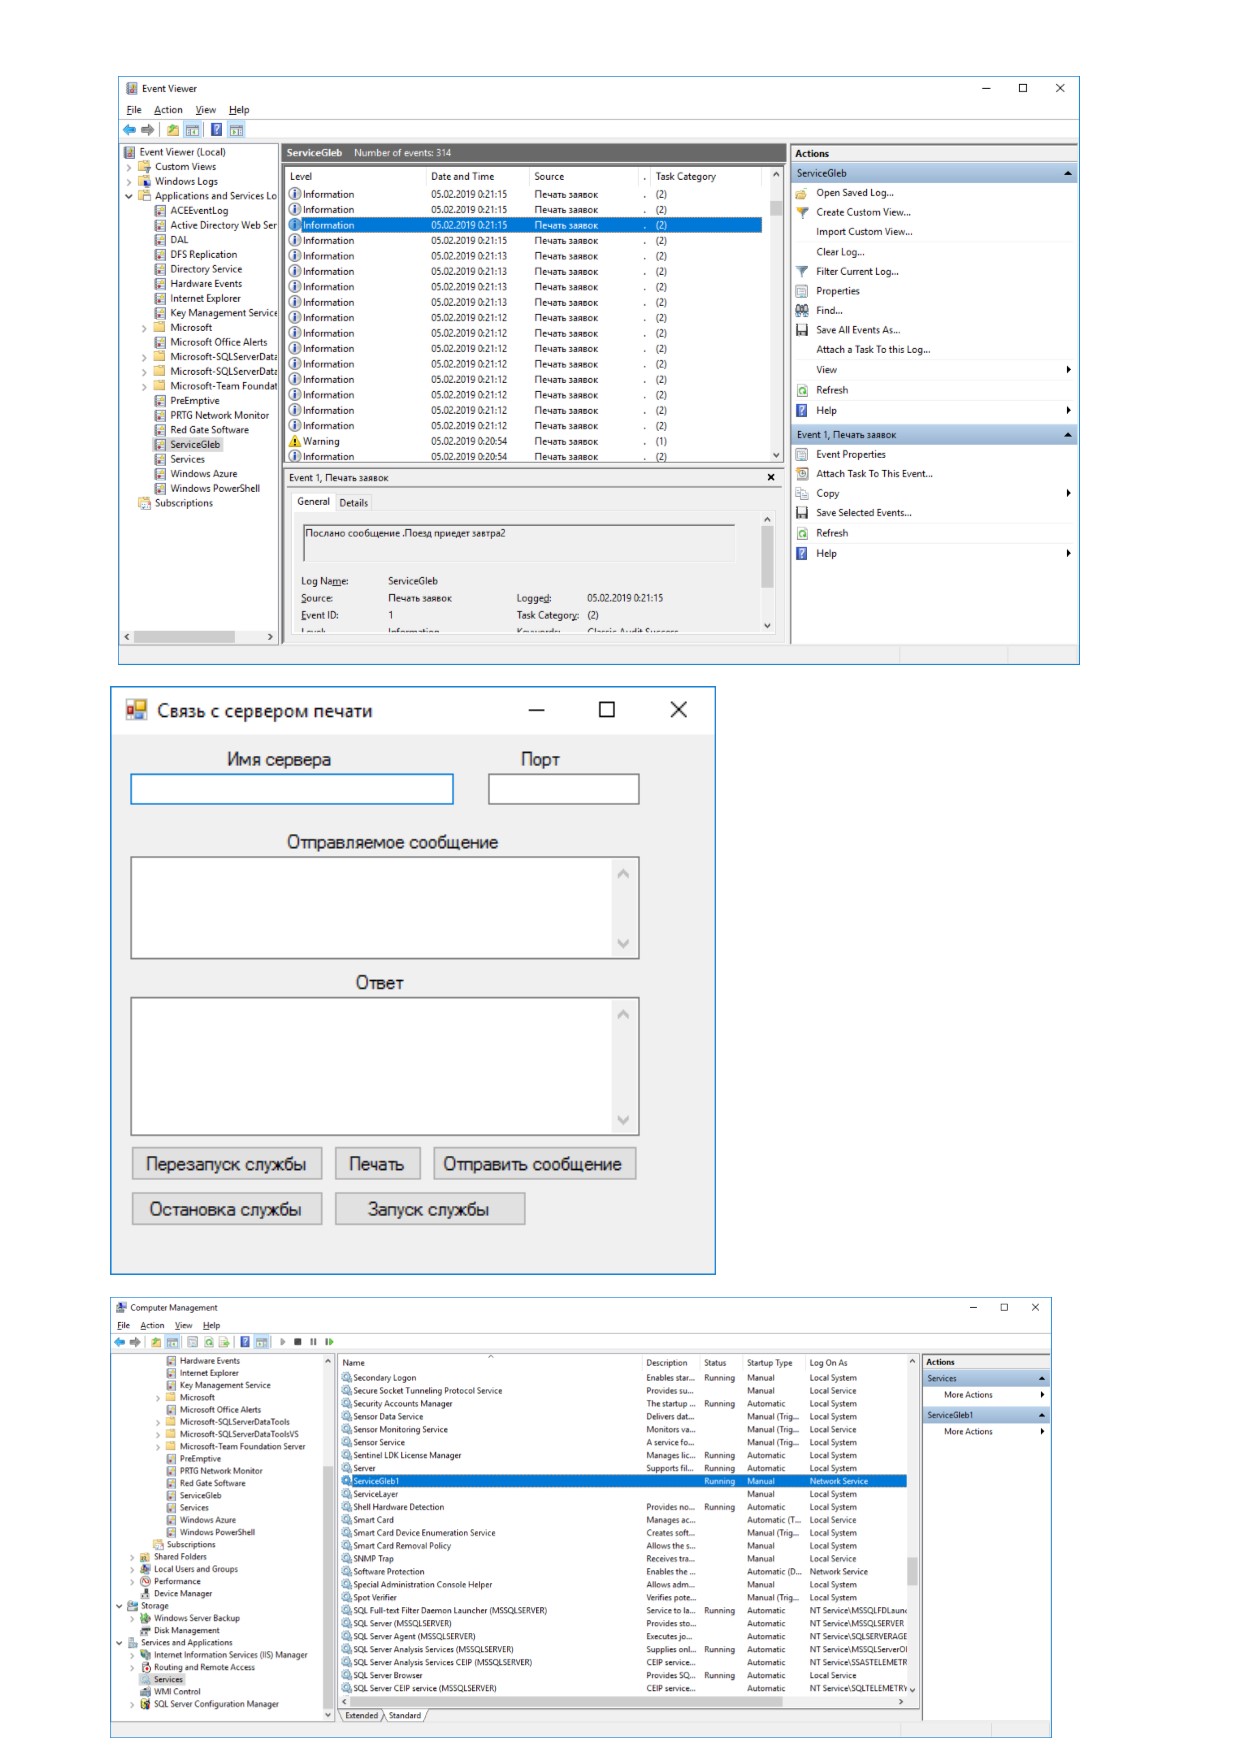 Event Viewer
File Action View Help
Event Viewer (Local)
Custom Views
Windows Logs
Applications and Services Lo
ACEEventLog
Active Directory Web Ser
DAL
DFS Replication
Directory Service
Hardware Events
Internet Explorer
Key Management Service
Microsoft
Microsoft Office Alerts
Microsoft-SQLServerData
Microsoft-SQLServerData
Microsoft-Team Foundat
PreEmptive
PRTG Network Monitor
Red Gate Software
ServiceGleb
Services
Windows Azure
Windows PowerShell
Subscriptions
ServiceGleb Number of events: 314
Level Date and Time Source . Task Category
Information 05.02.2019 0:21:15 Печать заявок . (2)
Information 05.02.2019 0:21:15 Печать заявок . (2)
Information 05.02.2019 0:21:15 Печать заявок . (2)
Information 05.02.2019 0:21:15 Печать заявок . (2)
Information 05.02.2019 0:21:13 Печать заявок . (2)
Information 05.02.2019 0:21:13 Печать заявок . (2)
Information 05.02.2019 0:21:13 Печать заявок . (2)
Information 05.02.2019 0:21:13 Печать заявок . (2)
Information 05.02.2019 0:21:12 Печать заявок . (2)
Information 05.02.2019 0:21:12 Печать заявок . (2)
Information 05.02.2019 0:21:12 Печать заявок . (2)
Information 05.02.2019 0:21:12 Печать заявок . (2)
Information 05.02.2019 0:21:12 Печать заявок . (2)
Information 05.02.2019 0:21:12 Печать заявок . (2)
Information 05.02.2019 0:21:12 Печать заявок . (2)
Information 05.02.2019 0:21:12 Печать заявок . (2)
Warning 05.02.2019 0:20:54 Печать заявок . (1)
Information 05.02.2019 0:20:54 Печать заявок . (2)
Event 1, Печать заявок
General Details
Послано сообщение .Поезд приедет завтра2
Log Name: ServiceGleb
Source: Печать заявок Logged: 05.02.2019 0:21:15
Event ID: 1 Task Category: (2)
Level: Information Keywords: Classic Audit Success
Actions
ServiceGleb
Open Saved Log...
Create Custom View...
Import Custom View...
Clear Log...
Filter Current Log...
Properties
Find...
Save All Events As...
Attach a Task To this Log...
View
Refresh
Help
Event 1, Печать заявок
Event Properties
Attach Task To This Event...
Copy
Save Selected Events...
Refresh
Help
Связь с сервером печати
Имя сервера Порт
Отправляемое сообщение
Ответ
Перезапуск службы Печать Отправить сообщение
Остановка службы Запуск службы
Computer Management
File Action View Help
Hardware Events
Internet Explorer
Key Management Service
Microsoft
Microsoft Office Alerts
Microsoft-SQLServerDataTools
Microsoft-SQLServerDataToolsVS
Microsoft-Team Foundation Server
PreEmptive
PRTG Network Monitor
Red Gate Software
ServiceGleb
Services
Windows Azure
Windows PowerShell
Subscriptions
Shared Folders
Local Users and Groups
Performance
Device Manager
Storage
Windows Server Backup
Disk Management
Services and Applications
Internet Information Services (IIS) Manager
Routing and Remote Access
Services
WMI Control
SQL Server Configuration Manager
Name Description Status Startup Type Log On As
Secondary Logon Enables star... Running Manual Local System
Secure Socket Tunneling Protocol Service Provides su... Manual Local Service
Security Accounts Manager The startup ... Running Automatic Local System
Sensor Data Service Delivers dat... Manual (Trig... Local System
Sensor Monitoring Service Monitors va... Manual (Trig... Local Service
Sensor Service A service fo... Manual (Trig... Local System
Sentinel LDK License Manager Manages lic... Running Automatic Local System
Server Supports fil... Running Automatic Local System
ServiceGleb1 Running Manual Network Service
ServiceLayer Manual Local System
Shell Hardware Detection Provides no... Running Automatic Local System
Smart Card Manages ac... Automatic (T... Local Service
Smart Card Device Enumeration Service Creates soft... Manual (Trig... Local System
Smart Card Removal Policy Allows the s... Manual Local System
SNMP Trap Receives tra... Manual Local Service
Software Protection Enables the ... Automatic (D... Network Service
Special Administration Console Helper Allows adm... Manual Local System
Spot Verifier Verifies pote... Manual (Trig... Local System
SQL Full-text Filter Daemon Launcher (MSSQLSERVER) Service to la... Running Automatic NT Service\MSSQLFDLaunc
SQL Server (MSSQLSERVER) Provides sto... Running Automatic NT Service\MSSQLSERVER
SQL Server Agent (MSSQLSERVER) Executes jo... Automatic NT Service\SQLSERVERAGE
SQL Server Analysis Services (MSSQLSERVER) Supplies onl... Running Automatic NT Service\MSSQLServerOl
SQL Server Analysis Services CEIP (MSSQLSERVER) CEIP service... Automatic NT Service\SSASTELEMETR
SQL Server Browser Provides SQ... Running Automatic Local Service
SQL Server CEIP service (MSSQLSERVER) CEIP service... Automatic NT Service\SQLTELEMETRY
Extended Standard
Actions
Services
More Actions
ServiceGleb1
More Actions